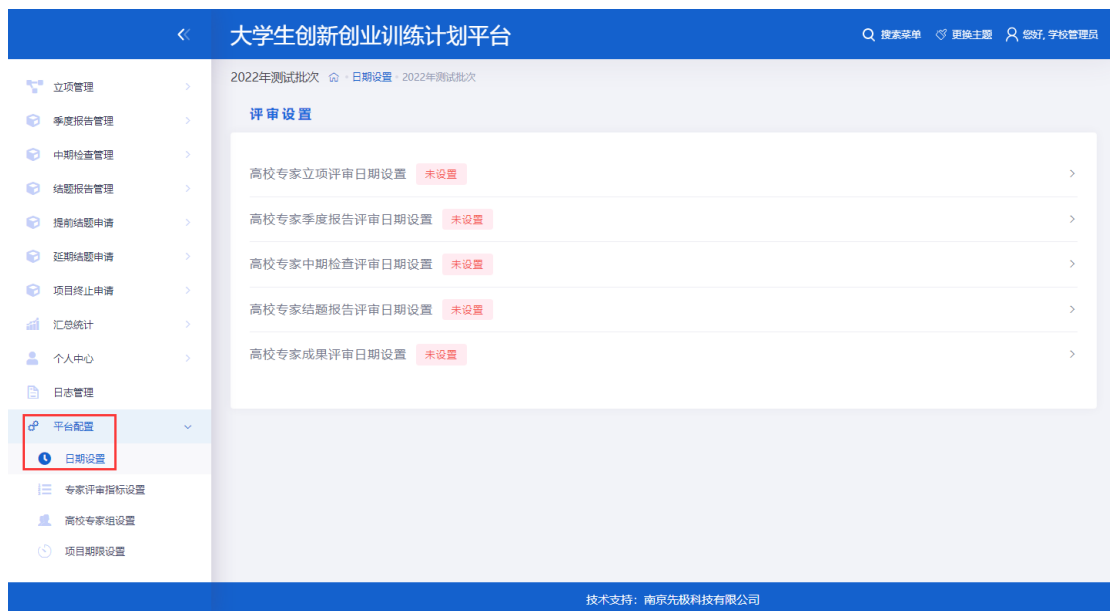 大学生创新创业训练计划平台
搜索菜单 更换主题 您好, 学校管理员
立项管理
季度报告管理
中期检查管理
结题报告管理
提前结题申请
延期结题申请
项目终止申请
汇总统计
个人中心
日志管理
平台配置
日期设置
专家评审指标设置
高校专家组设置
项目期限设置
2022年测试批次 · 日期设置 · 2022年测试批次
评审设置
高校专家立项评审日期设置 未设置
高校专家季度报告评审日期设置 未设置
高校专家中期检查评审日期设置 未设置
高校专家结题报告评审日期设置 未设置
高校专家成果评审日期设置 未设置
技术支持：南京先极科技有限公司